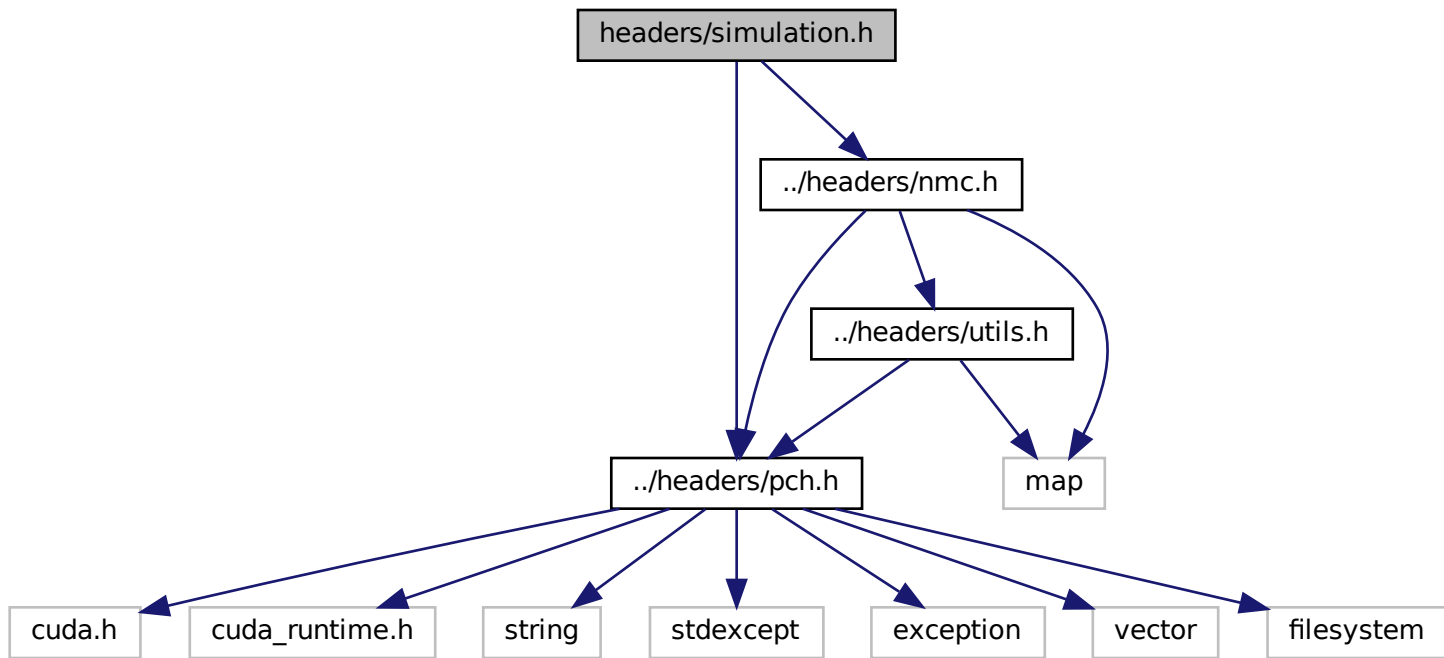 headers/simulation.h
../headers/nmc.h
../headers/utils.h
../headers/pch.h
map
cuda.h
cuda_runtime.h
string
stdexcept
exception
vector
filesystem